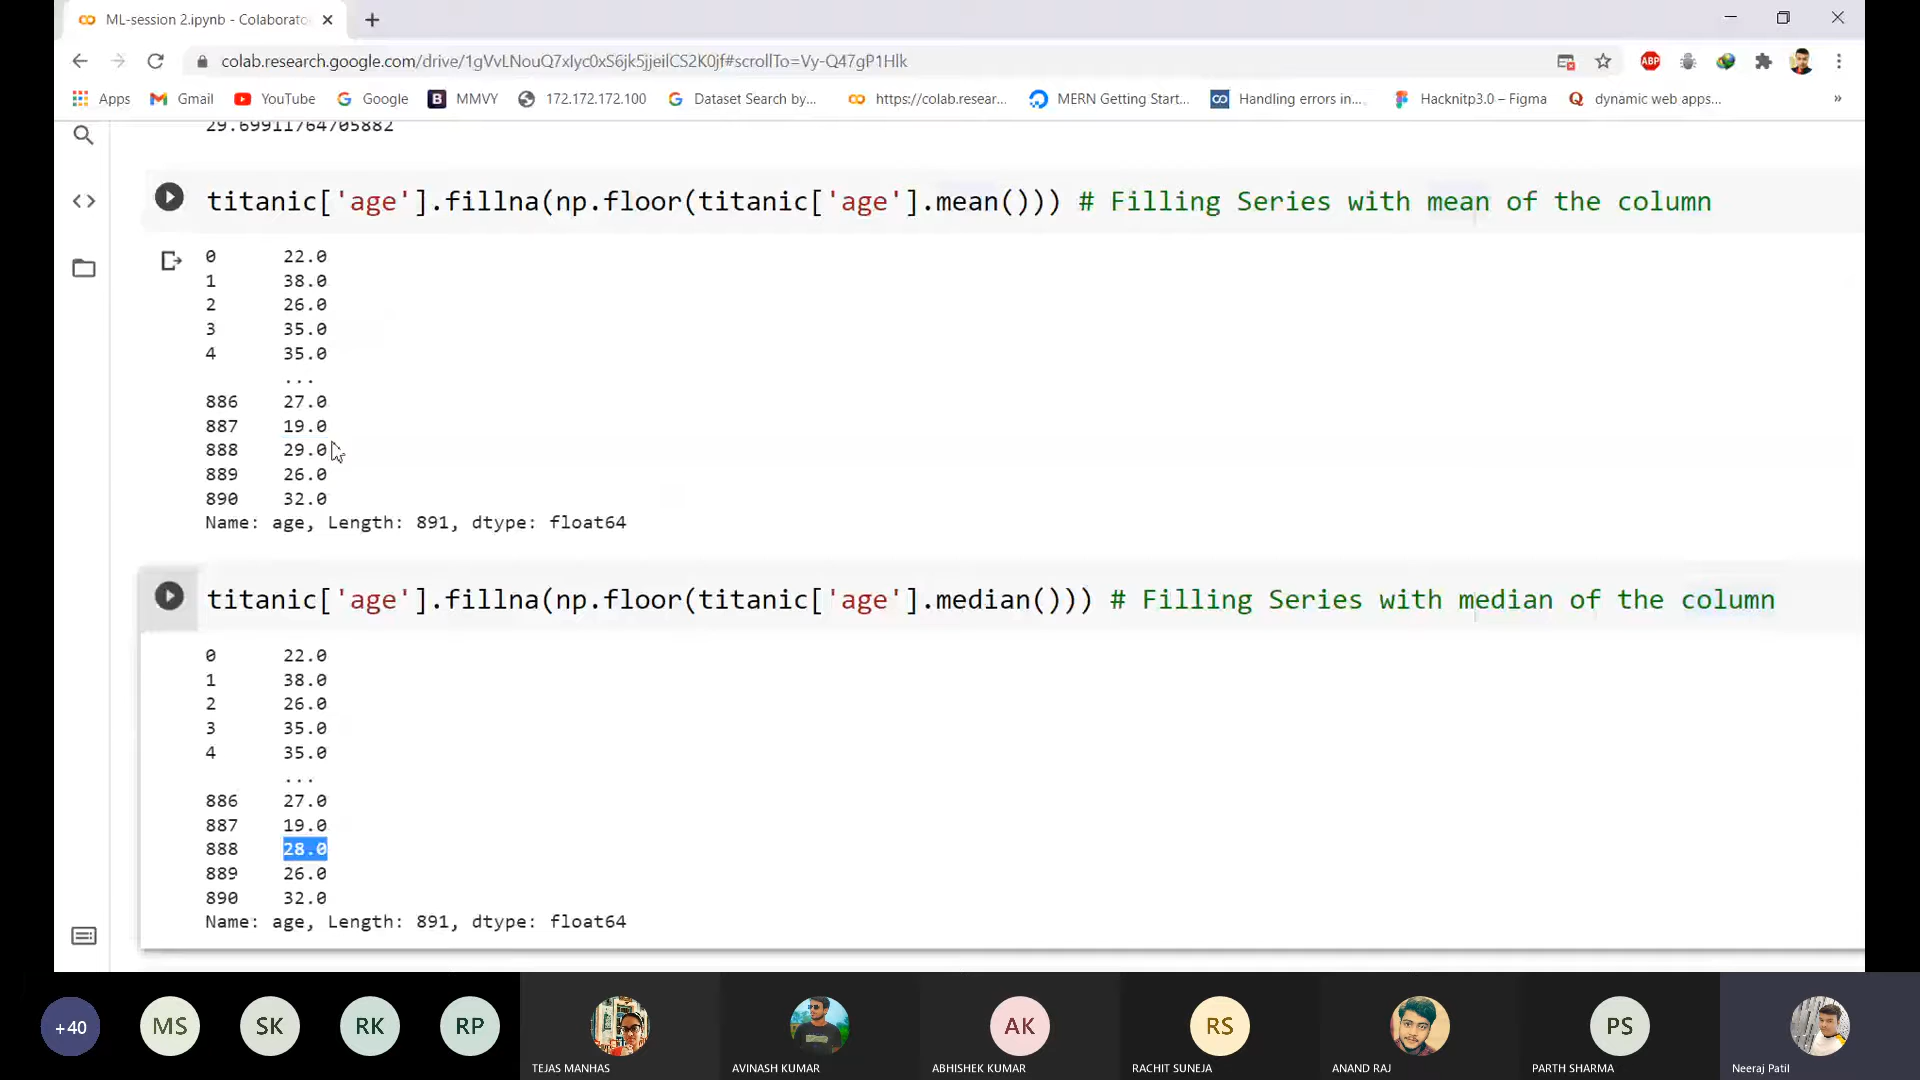 ML-session 2.ipynb - Colaborato
colab.research.google.com/drive/1gVvLNouQ7xIyc0xS6jk5jjeilCS2K0jf#scrollTo=Vy-Q47gP1Hlk
ABP
Apps Gmail YouTube Google MMVY 172.172.172.100 Dataset Search by... https://colab.resear... MERN Getting Start... Handling errors in... Hacknitp3.0 – Figma dynamic web apps... »
29.69911764705882
titanic['age'].fillna(np.floor(titanic['age'].mean())) # Filling Series with mean of the column
0 22.0
1 38.0
2 26.0
3 35.0
4 35.0
...
886 27.0
887 19.0
888 29.0
889 26.0
890 32.0
Name: age, Length: 891, dtype: float64
titanic['age'].fillna(np.floor(titanic['age'].median())) # Filling Series with median of the column
0 22.0
1 38.0
2 26.0
3 35.0
4 35.0
...
886 27.0
887 19.0
888 28.0
889 26.0
890 32.0
Name: age, Length: 891, dtype: float64
+40 MS SK RK RP AK RS PS
TEJAS MANHAS AVINASH KUMAR ABHISHEK KUMAR RACHIT SUNEJA ANAND RAJ PARTH SHARMA Neeraj Patil